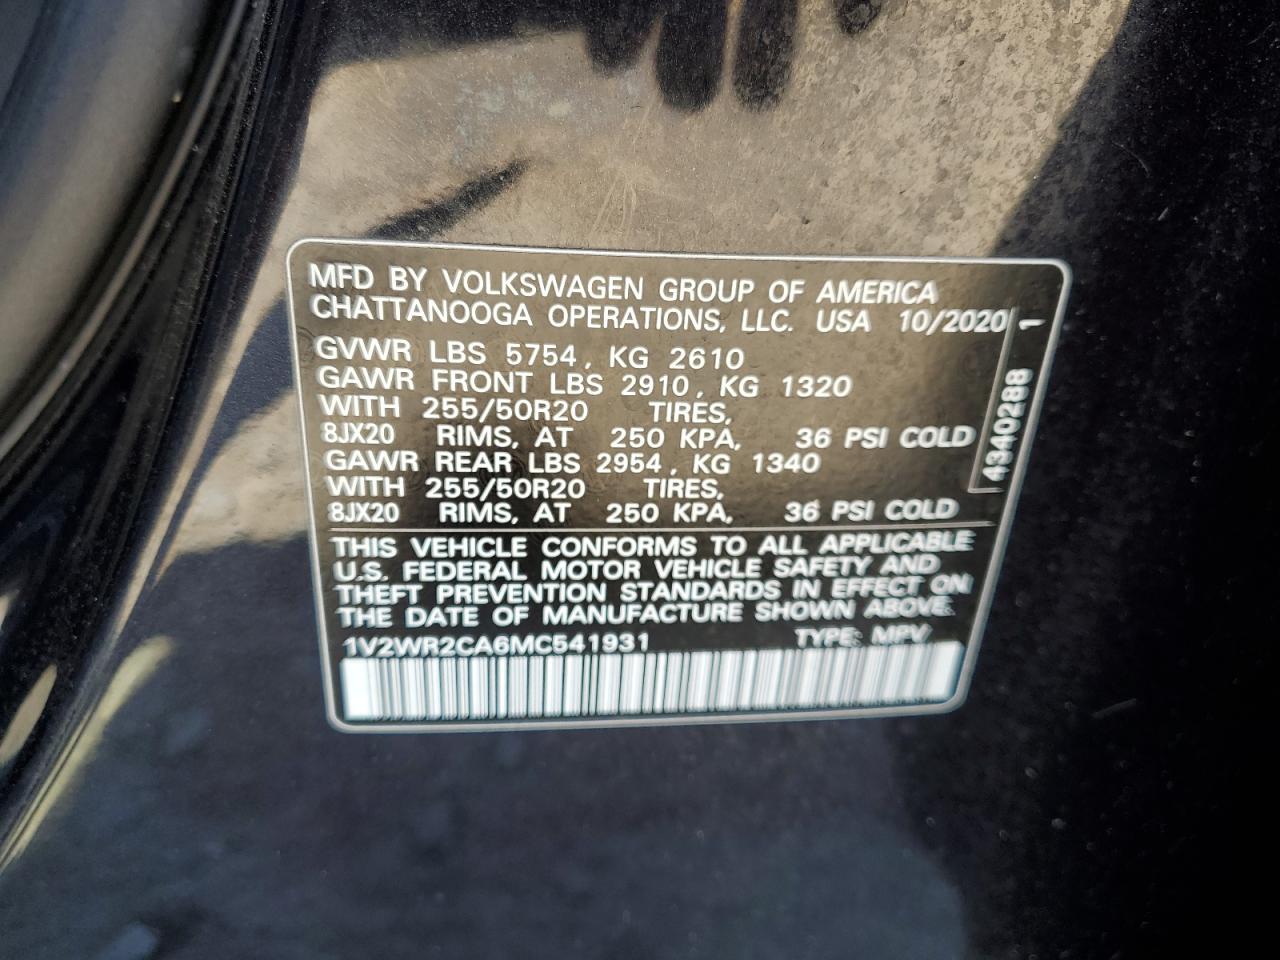 MFD BY VOLKSWAGEN GROUP OF AMERICA
CHATTANOOGA OPERATIONS, LLC. USA 10/2020
GVWR LBS 5754, KG 2610
GAWR FRONT LBS 2910, KG 1320
WITH 255/50R20 TIRES,
8JX20 RIMS, AT 250 KPA, 36 PSI COLD
GAWR REAR LBS 2954, KG 1340
WITH 255/50R20 TIRES,
8JX20 RIMS, AT 250 KPA, 36 PSI COLD
4340288 1
THIS VEHICLE CONFORMS TO ALL APPLICABLE
U.S. FEDERAL MOTOR VEHICLE SAFETY AND
THEFT PREVENTION STANDARDS IN EFFECT ON
THE DATE OF MANUFACTURE SHOWN ABOVE.
1V2WR2CA6MC541931 TYPE: MPV